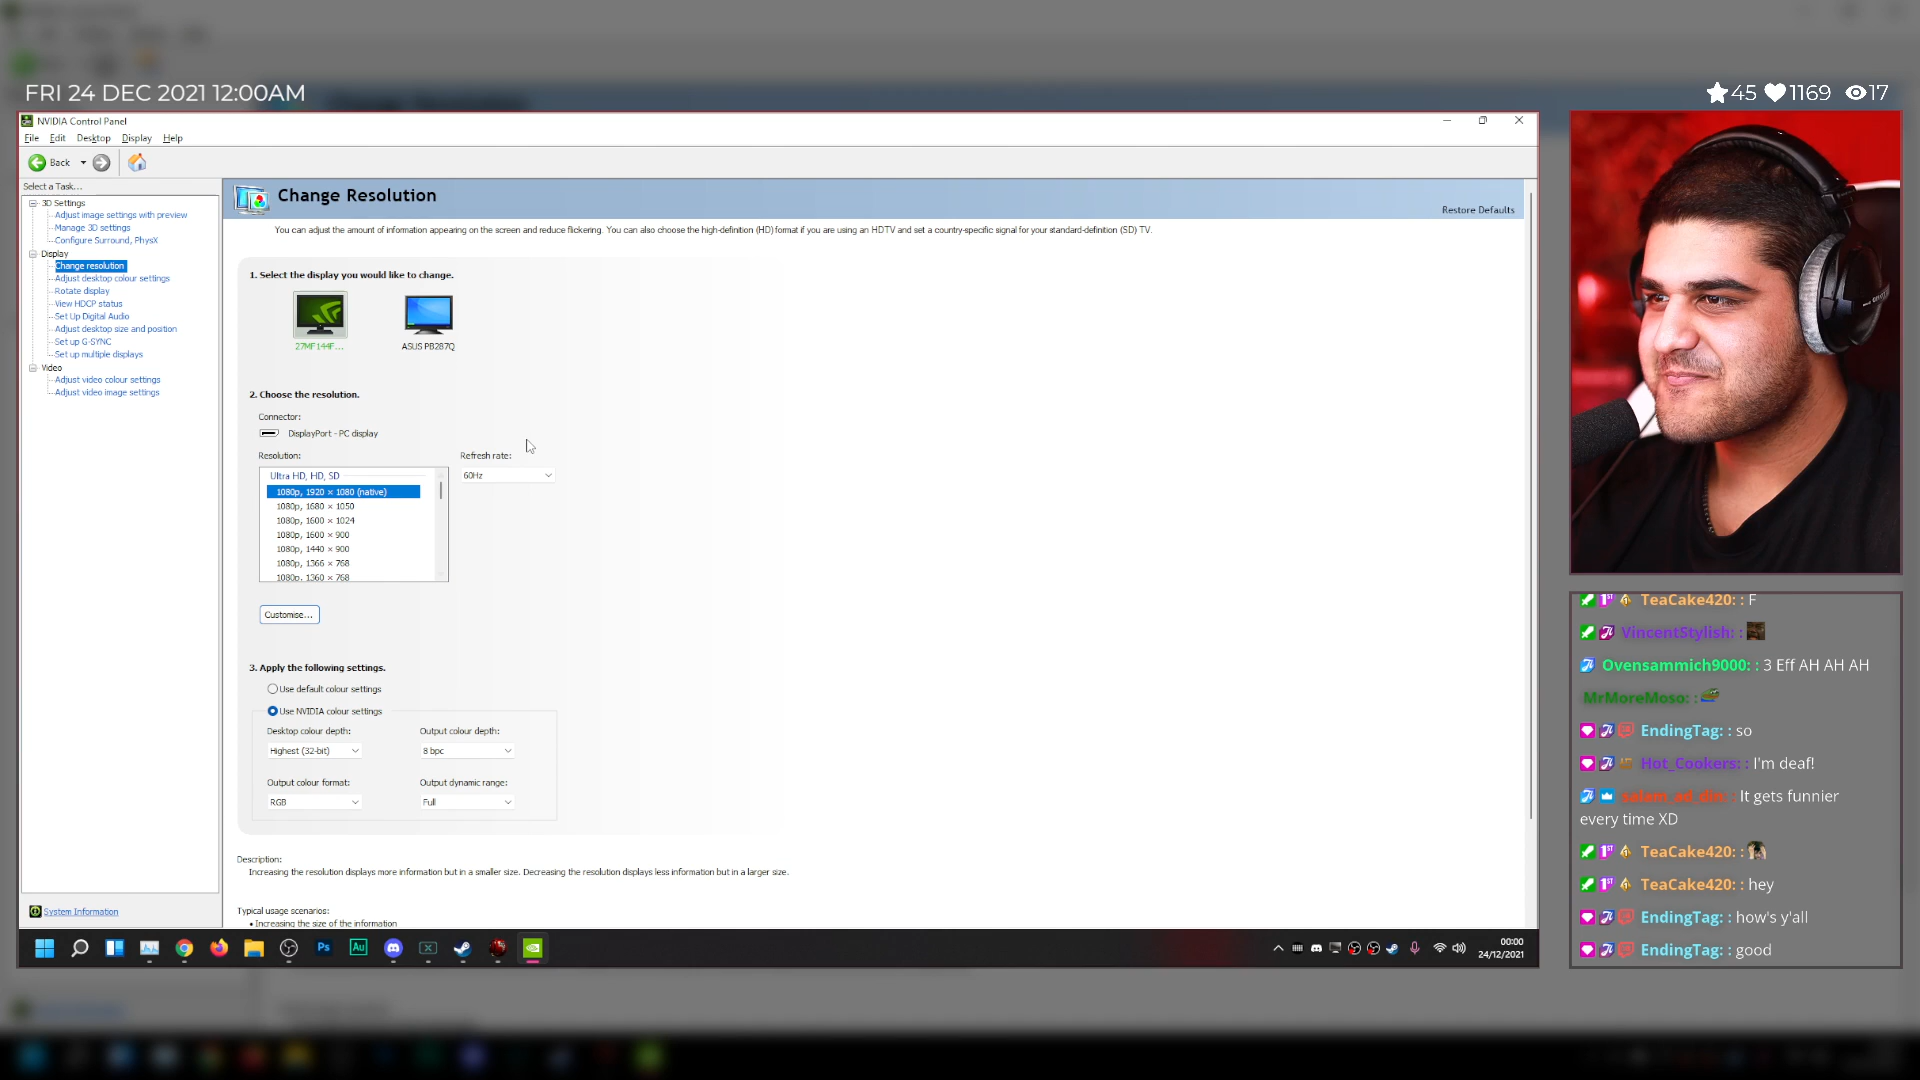 FRI 24 DEC 2021 12:00AM
45 1169 17
NVIDIA Control Panel
File Edit Desktop Display Help
Back
Select a Task...
3D Settings
Adjust image settings with preview
Manage 3D settings
Configure Surround, PhysX
Display
Change resolution
Adjust desktop colour settings
Rotate display
View HDCP status
Set Up Digital Audio
Adjust desktop size and position
Set up G-SYNC
Set up multiple displays
Video
Adjust video colour settings
Adjust video image settings
System Information
Change Resolution
Restore Defaults
You can adjust the amount of information appearing on the screen and reduce flickering. You can also choose the high-definition (HD) format if you are using an HDTV and set a country-specific signal for your standard-definition (SD) TV.
1. Select the display you would like to change.
27MF144F... ASUS PB287Q
2. Choose the resolution.
Connector:
DisplayPort - PC display
Resolution: Refresh rate:
60Hz
Ultra HD, HD, SD
1080p, 1920 × 1080 (native)
1080p, 1680 × 1050
1080p, 1600 × 1024
1080p, 1600 × 900
1080p, 1440 × 900
1080p, 1366 × 768
1080p, 1360 × 768
Customise...
3. Apply the following settings.
Use default colour settings
Use NVIDIA colour settings
Desktop colour depth: Output colour depth:
Highest (32-bit) 8 bpc
Output colour format: Output dynamic range:
RGB Full
Description:
Increasing the resolution displays more information but in a smaller size. Decreasing the resolution displays less information but in a larger size.
Typical usage scenarios:
• Increasing the size of the information
Ps Au
00:00
24/12/2021
TeaCake420: : F
VincentStylish: :
Ovensammich9000: : 3 Eff AH AH AH
MrMoreMoso: :
EndingTag: : so
Hot_Cookers: : I'm deaf!
: It gets funnier
every time XD
TeaCake420: :
TeaCake420: : hey
EndingTag: : how's y'all
EndingTag: : good